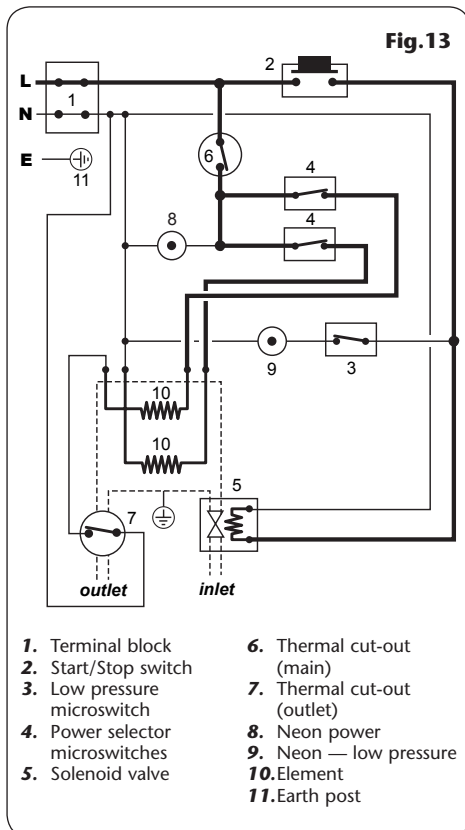 Fig.13
2
L
1
N
6
4
E
11
8
4
9
3
10
10
5
7
outlet
inlet
1. Terminal block
2. Start/Stop switch
3. Low pressure
microswitch
4. Power selector
microswitches
5. Solenoid valve
6. Thermal cut-out
(main)
7. Thermal cut-out
(outlet)
8. Neon power
9. Neon — low pressure
10.Element
11.Earth post